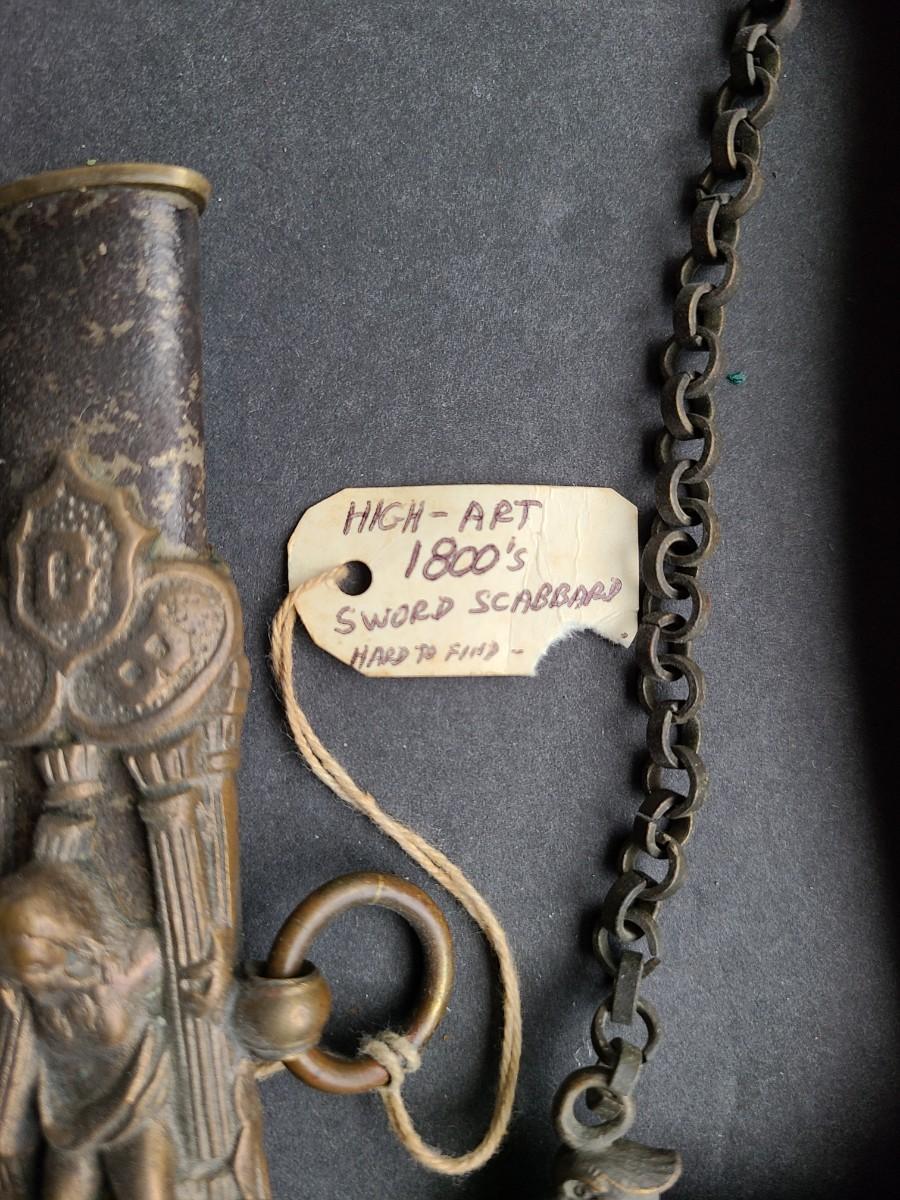 HIGH-ART
1800's
SWORD SCABBARD
HARD TO FIND -